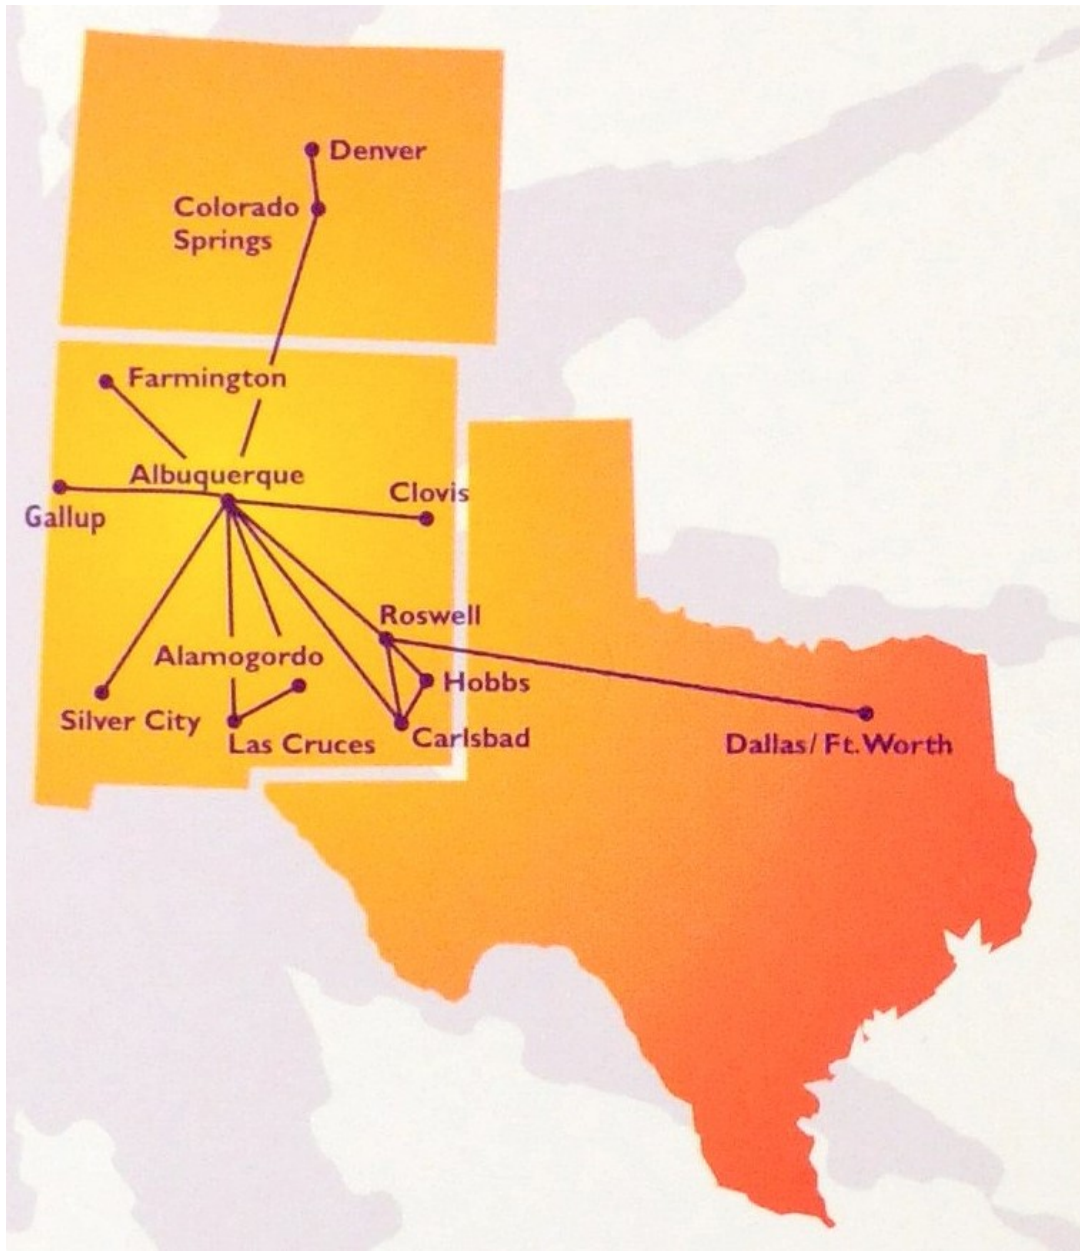 Denver
Colorado
Springs
Farmington
Albuquerque
Clovis
Gallup
Roswell
Alamogordo
Hobbs
Silver City
Las Cruces
Carlsbad
Dallas/Ft.Worth